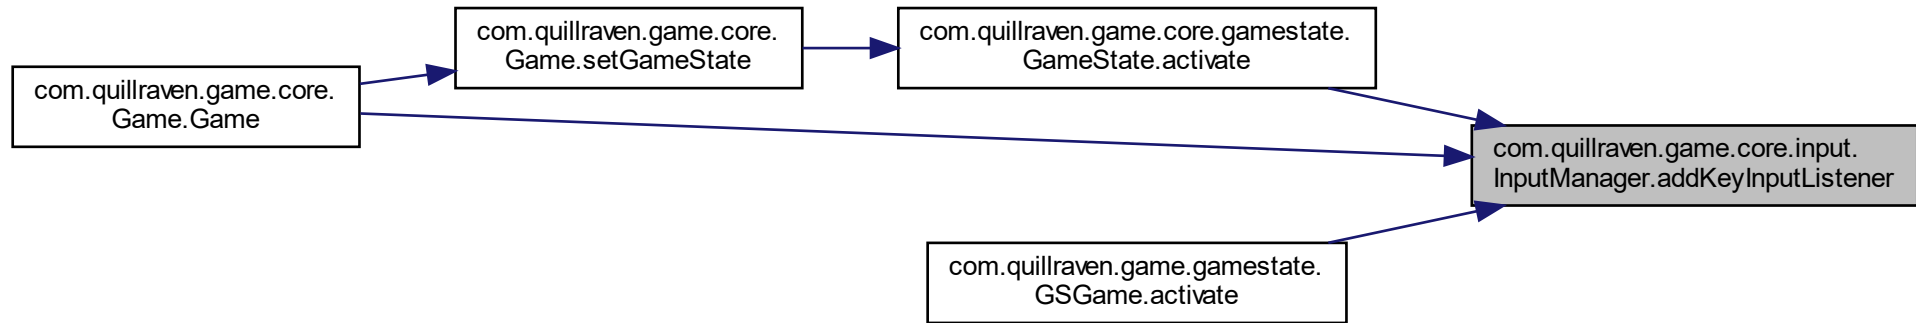 com.quillraven.game.core.
Game.Game
com.quillraven.game.core.
Game.setGameState
com.quillraven.game.core.gamestate.
GameState.activate
com.quillraven.game.core.input.
InputManager.addKeyInputListener
com.quillraven.game.gamestate.
GSGame.activate